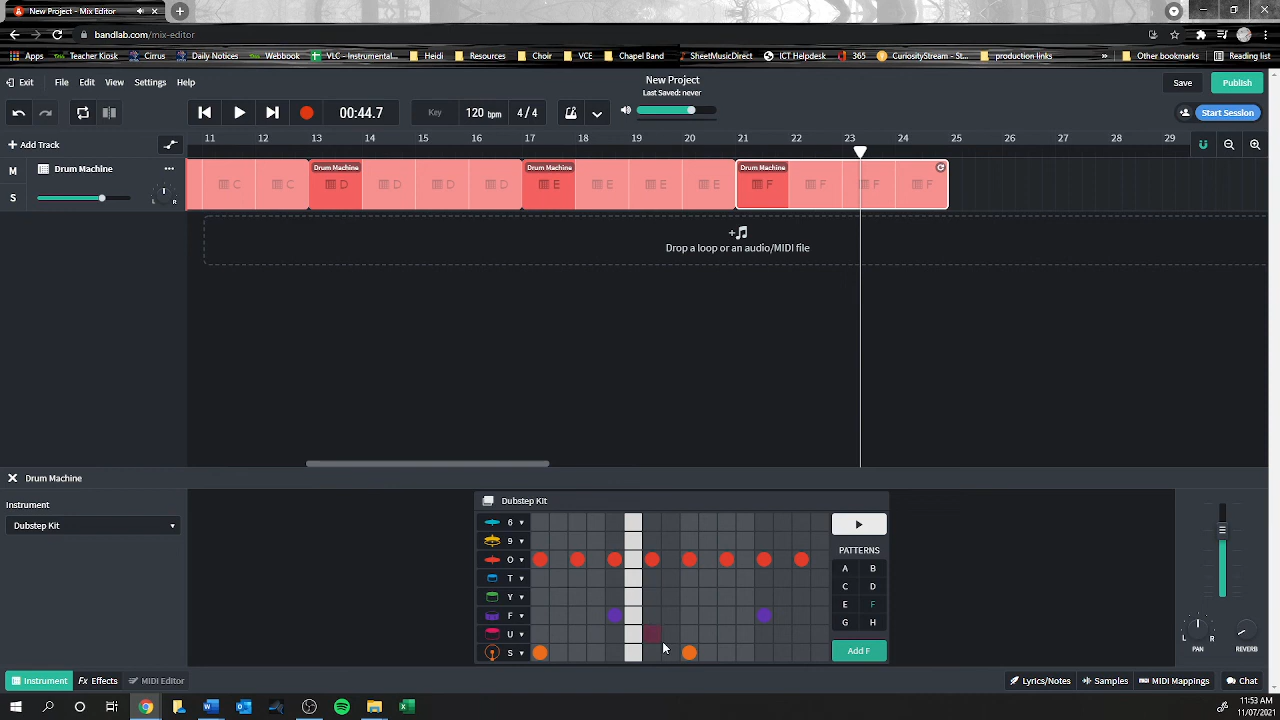 New Project - Mix Editor
bandlab.com/mix-editor
Apps Teacher Kiosk Cirrus Daily Notices Webhook VLC - Instrumental... Heidi Resources Choir VCE Chapel Band SheetMusicDirect ICT Helpdesk 365 CuriosityStream - St... production links » Other bookmarks Reading list
Exit File Edit View Settings Help
New Project
Last Saved: never
Save Publish
00:44.7 Key 120 bpm 4 / 4
Start Session
11 12 13 14 15 16 17 18 19 20 21 22 23 24 25 26 27 28 29
+ Add Track
M Drum Machine
S L R
Drum Machine Drum Machine Drum Machine
C C D D D D E E E E F F F F
Drop a loop or an audio/MIDI file
X Drum Machine
Instrument
Dubstep Kit
Dubstep Kit
6
9
O
T
Y
F
U
S
PATTERNS
A B
C D
E F
G H
Add F
L R
PAN REVERB
Instrument Effects MIDI Editor Lyrics/Notes Samples MIDI Mappings Chat
11:53 AM
11/07/2021